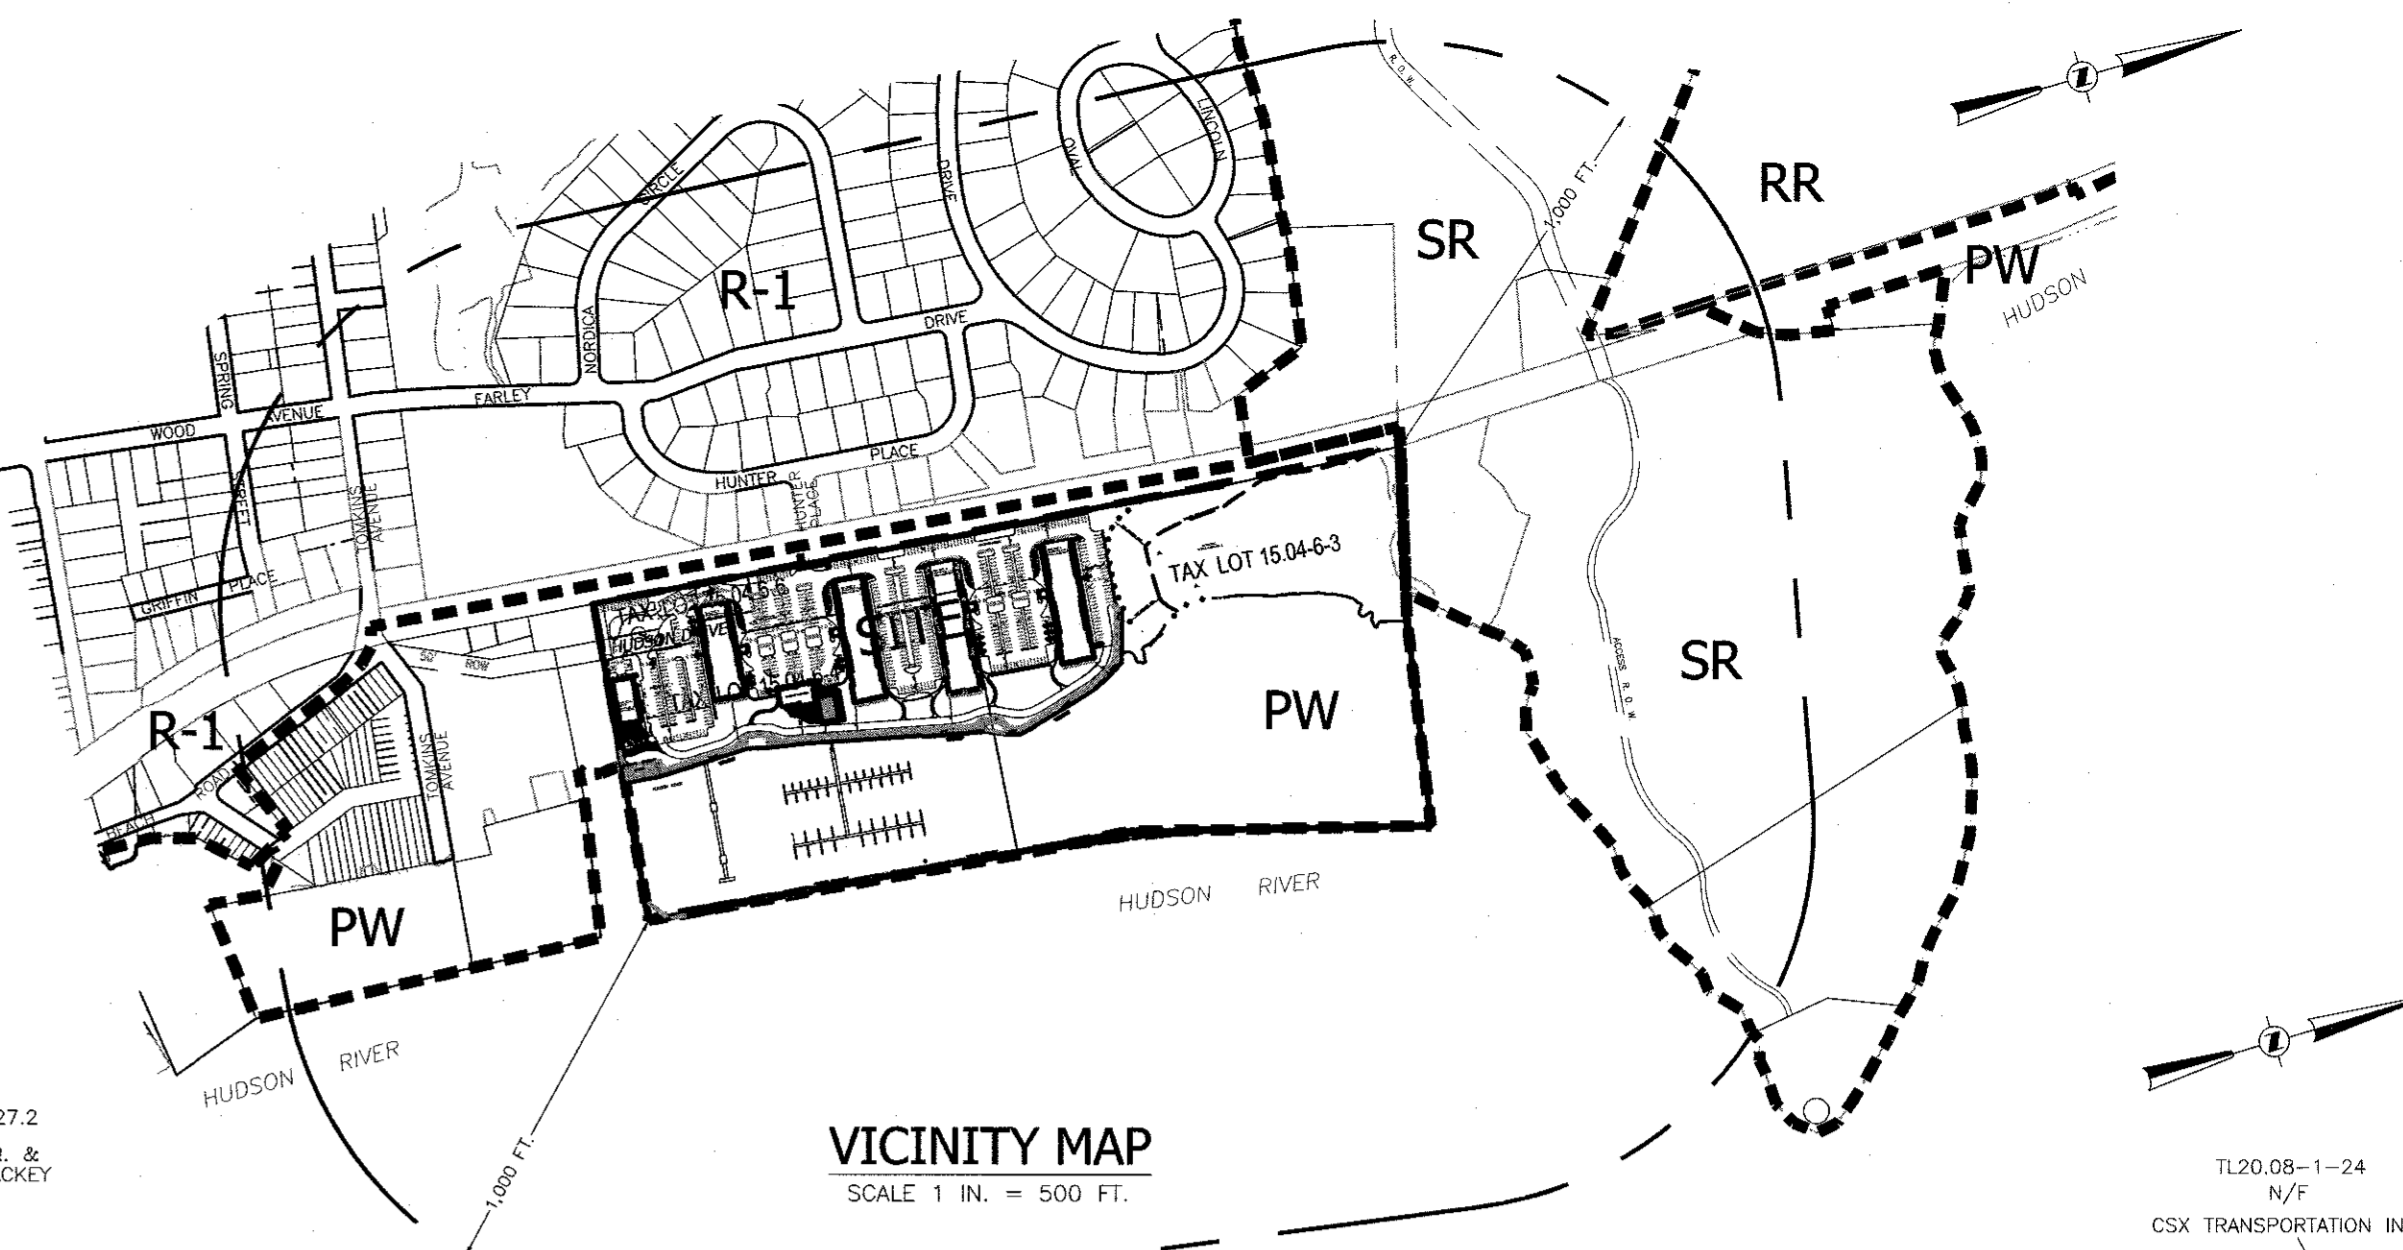 R. O. W.
LINCOLN
OVAL
CIRCLE
DRIVE
1,000 FT.
RR
SR
PW
HUDSON
R-1
NORDICA
DRIVE
SPRING
FARLEY
WOOD
AVENUE
STREET
HUNTER
PLACE
HUNTER
PLACE
TOMKINS
AVENUE
GRIFFIN
PLACE
TAX LOT 15.04-6-3
HUDSON DRIVE
SITE
50'
ROW
ACCESS R.O.W.
SR
PW
R-1
ROAD
BEACH
TOMKINS
AVENUE
HUDSON
RIVER
PW
HUDSON
RIVER
27.2
&
CKEY
1,000 FT.
VICINITY MAP
SCALE 1 IN. = 500 FT.
TL20.08-1-24
N/F
CSX TRANSPORTATION IN